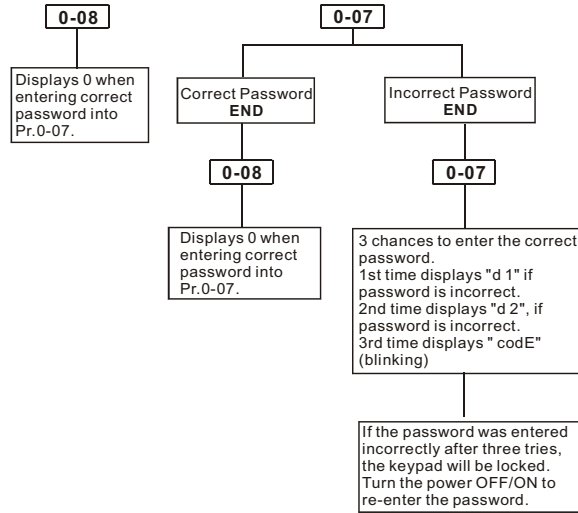 0-08
Displays 0 when
entering correct
password into
Pr.0-07.
0-07
Correct Password
END
0-08
Displays 0 when
entering correct
password into
Pr.0-07.
Incorrect Password
END
0-07
3 chances to enter the correct
password.
1st time displays "d 1" if
password is incorrect.
2nd time displays "d 2", if
password is incorrect.
3rd time displays " codE"
(blinking)
If the password was entered
incorrectly after three tries,
the keypad will be locked.
Turn the power OFF/ON to
re-enter the password.